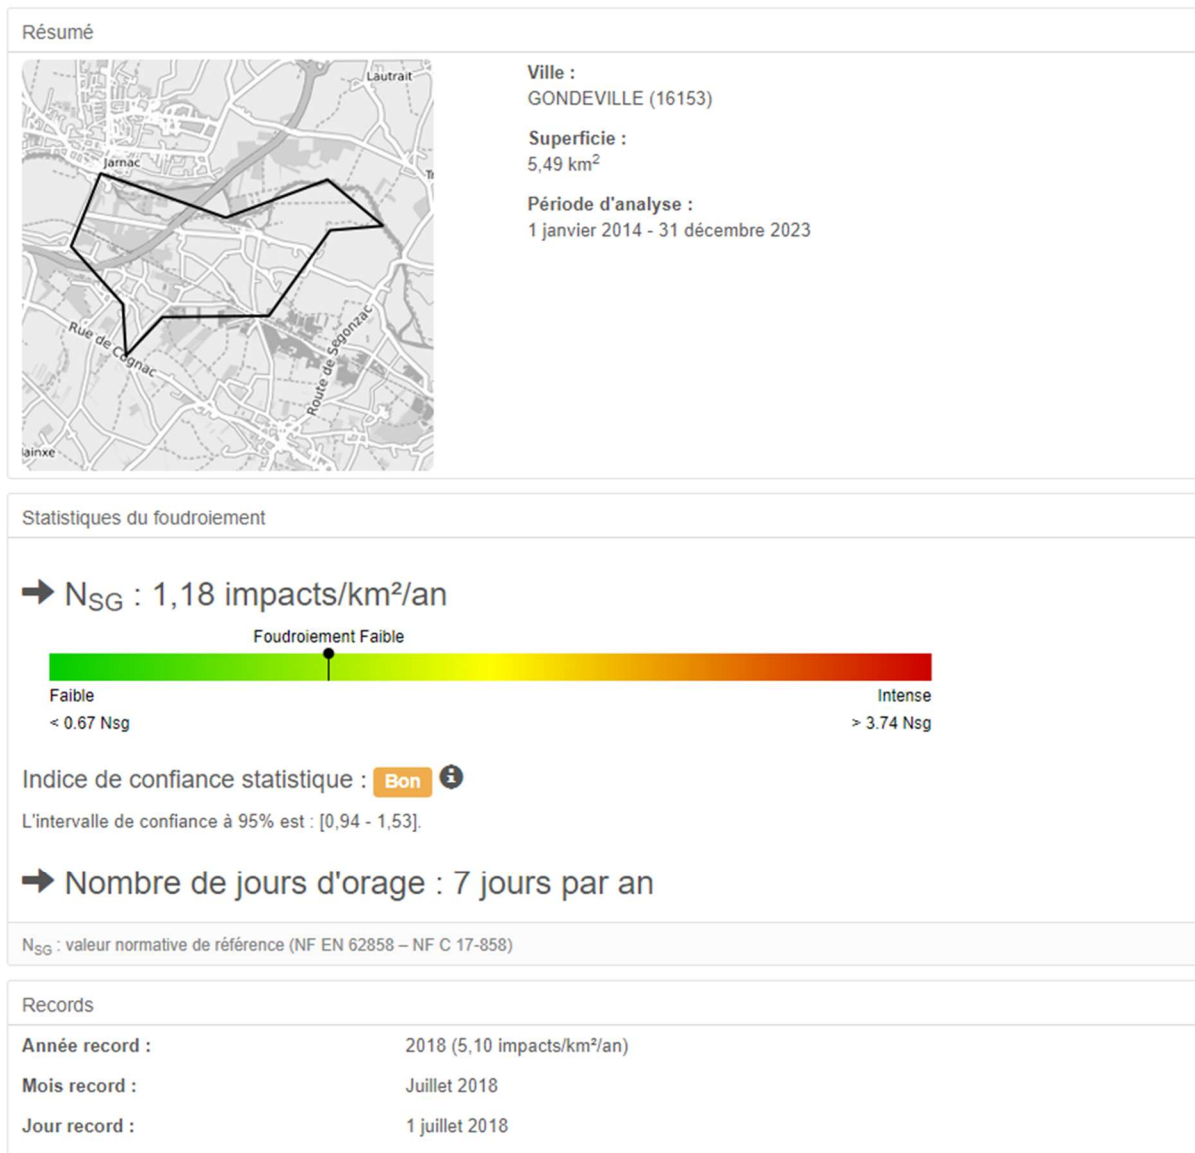 Résumé
Lautrait
Jarnac
Rue de Cognac
Route de Segonzac
ainxe
Ville :
GONDEVILLE (16153)
Superficie :
5,49 km²
Période d'analyse :
1 janvier 2014 - 31 décembre 2023
Statistiques du foudroiement
NSG : 1,18 impacts/km²/an
Foudroiement Faible
Faible Intense
< 0.67 Nsg > 3.74 Nsg
Indice de confiance statistique : Bon
L'intervalle de confiance à 95% est : [0,94 - 1,53].
Nombre de jours d'orage : 7 jours par an
NSG : valeur normative de référence (NF EN 62858 – NF C 17-858)
Records
Année record : 2018 (5,10 impacts/km²/an)
Mois record : Juillet 2018
Jour record : 1 juillet 2018